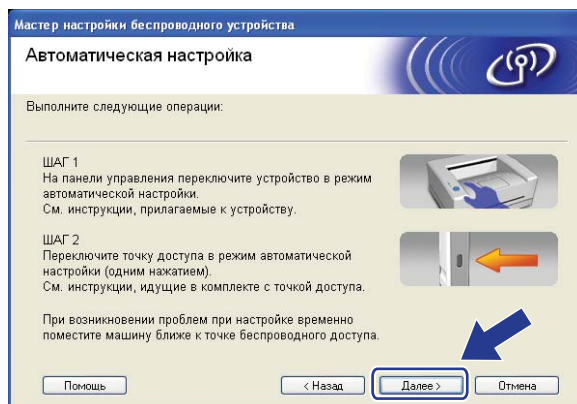 Мастер настройки беспроводного устройства
Автоматическая настройка
Выполните следующие операции:
ШАГ 1
На панели управления переключите устройство в режим
автоматической настройки.
См. инструкции, прилагаемые к устройству.
ШАГ 2
Переключите точку доступа в режим автоматической
настройки (одним нажатием).
См. инструкции, идущие в комплекте с точкой доступа.
При возникновении проблем при настройке временно
поместите машину ближе к точке беспроводного доступа.
Помощь
< Назад
Далее >
Отмена